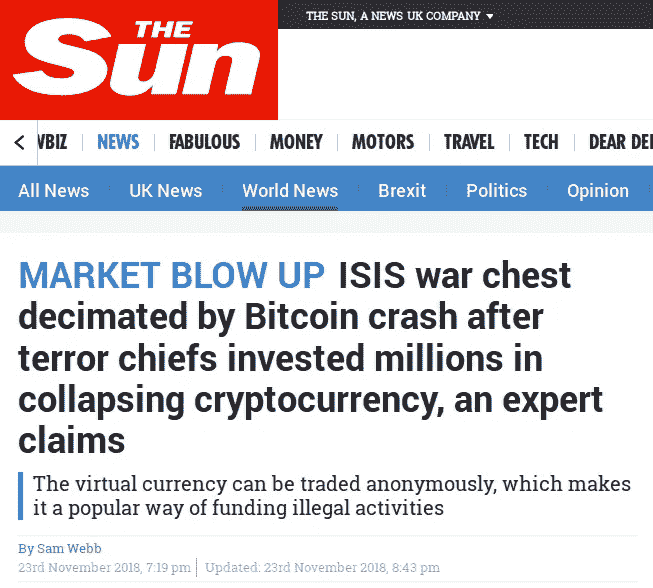 THE
Sun
THE SUN, A NEWS UK COMPANY
WBIZ NEWS FABULOUS MONEY MOTORS TRAVEL TECH DEAR DEI
All News UK News World News Brexit Politics Opinion
MARKET BLOW UP ISIS war chest
decimated by Bitcoin crash after
terror chiefs invested millions in
collapsing cryptocurrency, an expert
claims
The virtual currency can be traded anonymously, which makes
it a popular way of funding illegal activities
By Sam Webb
23rd November 2018, 7:19 pm Updated: 23rd November 2018, 8:43 pm